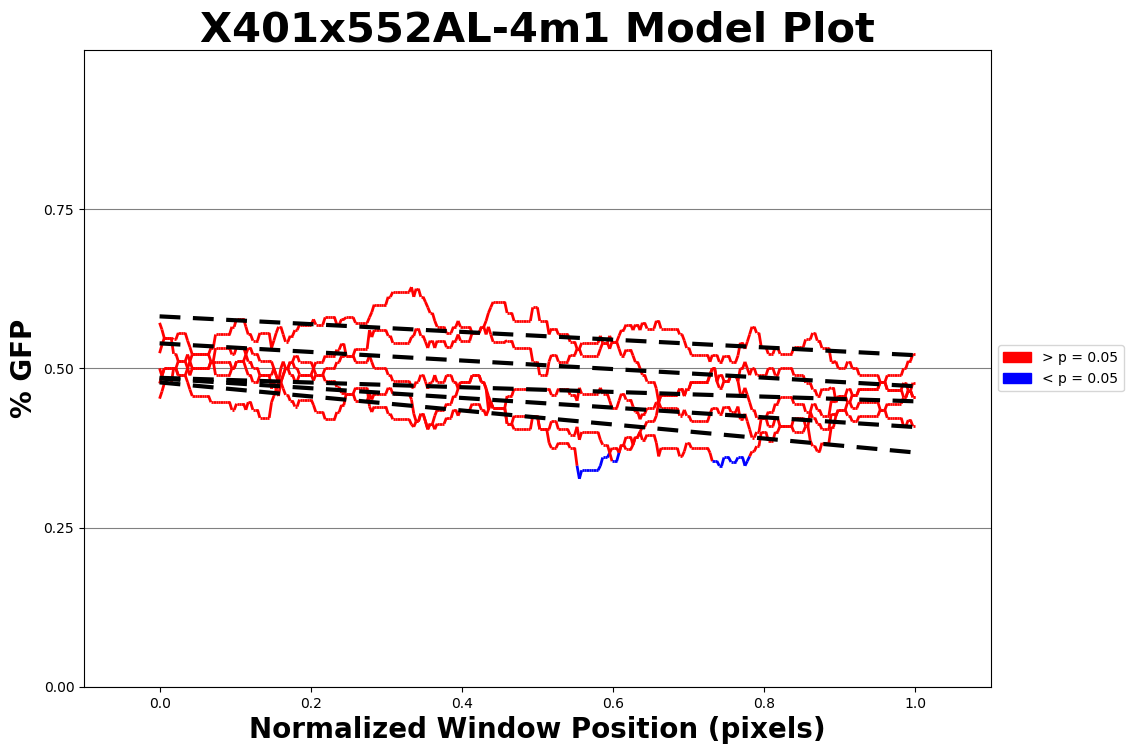 X401x552AL-4m1 Model Plot
% GFP
0.75
0.50
0.25
0.00
0.0 0.2 0.4 0.6 0.8 1.0
Normalized Window Position (pixels)
> p = 0.05
< p = 0.05